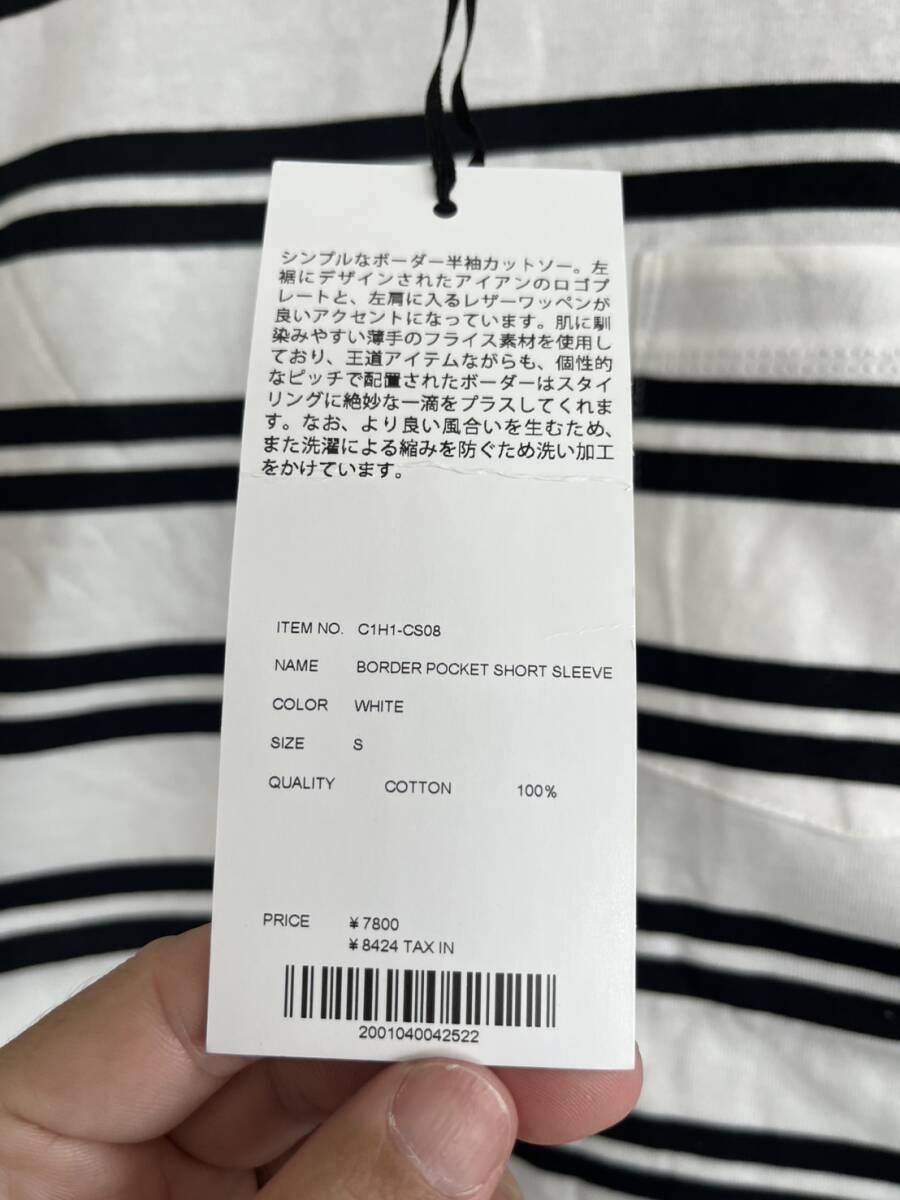 シンプルなボーダー半袖カットソー。左
裾にデザインされたアイアンのロゴプ
レートと、左肩に入るレザーワッペンが
良いアクセントになっています。肌に馴
染みやすい薄手のフライス素材を使用し
ており、王道アイテムながらも、個性的
なピッチで配置されたボーダーはスタイ
リングに絶妙な一滴をプラスしてくれま
す。なお、より良い風合いを生むため、
また洗濯による縮みを防ぐため洗い加工
をかけています。
ITEM NO. C1H1-CS08
NAME BORDER POCKET SHORT SLEEVE
COLOR WHITE
SIZE S
QUALITY COTTON 100%
PRICE ¥7800
¥8424 TAX IN
2001040042522